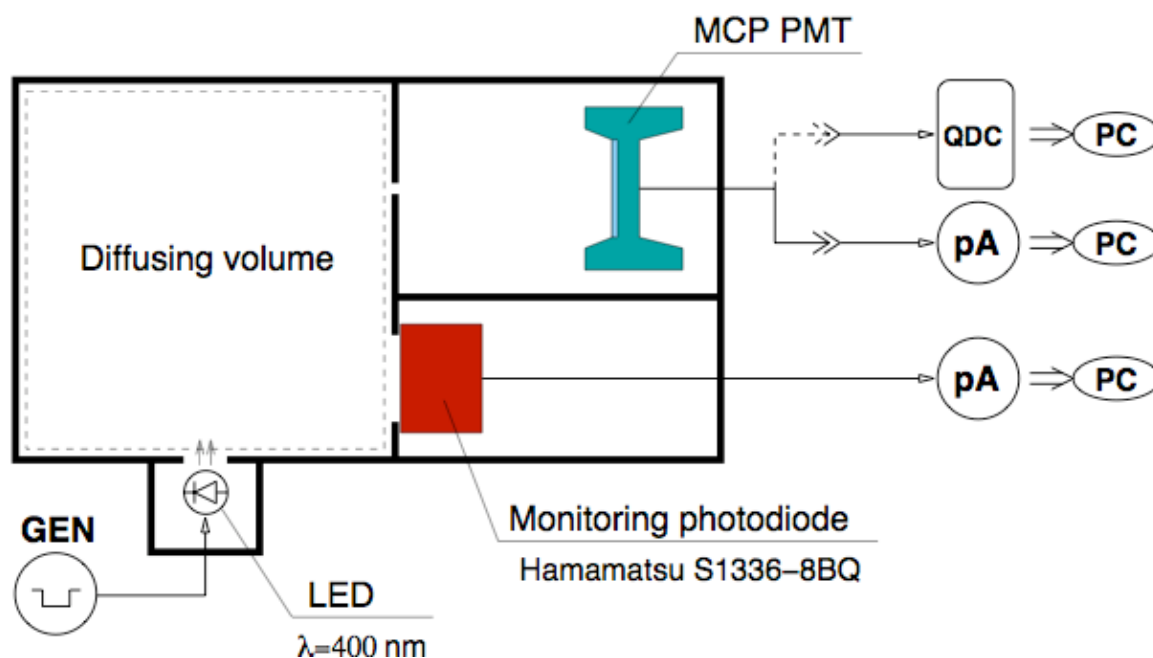 MCP PMT
QDC
PC
Diffusing volume
pA
PC
pA
PC
GEN
Monitoring photodiode
Hamamatsu S1336–8BQ
LED
λ=400 nm